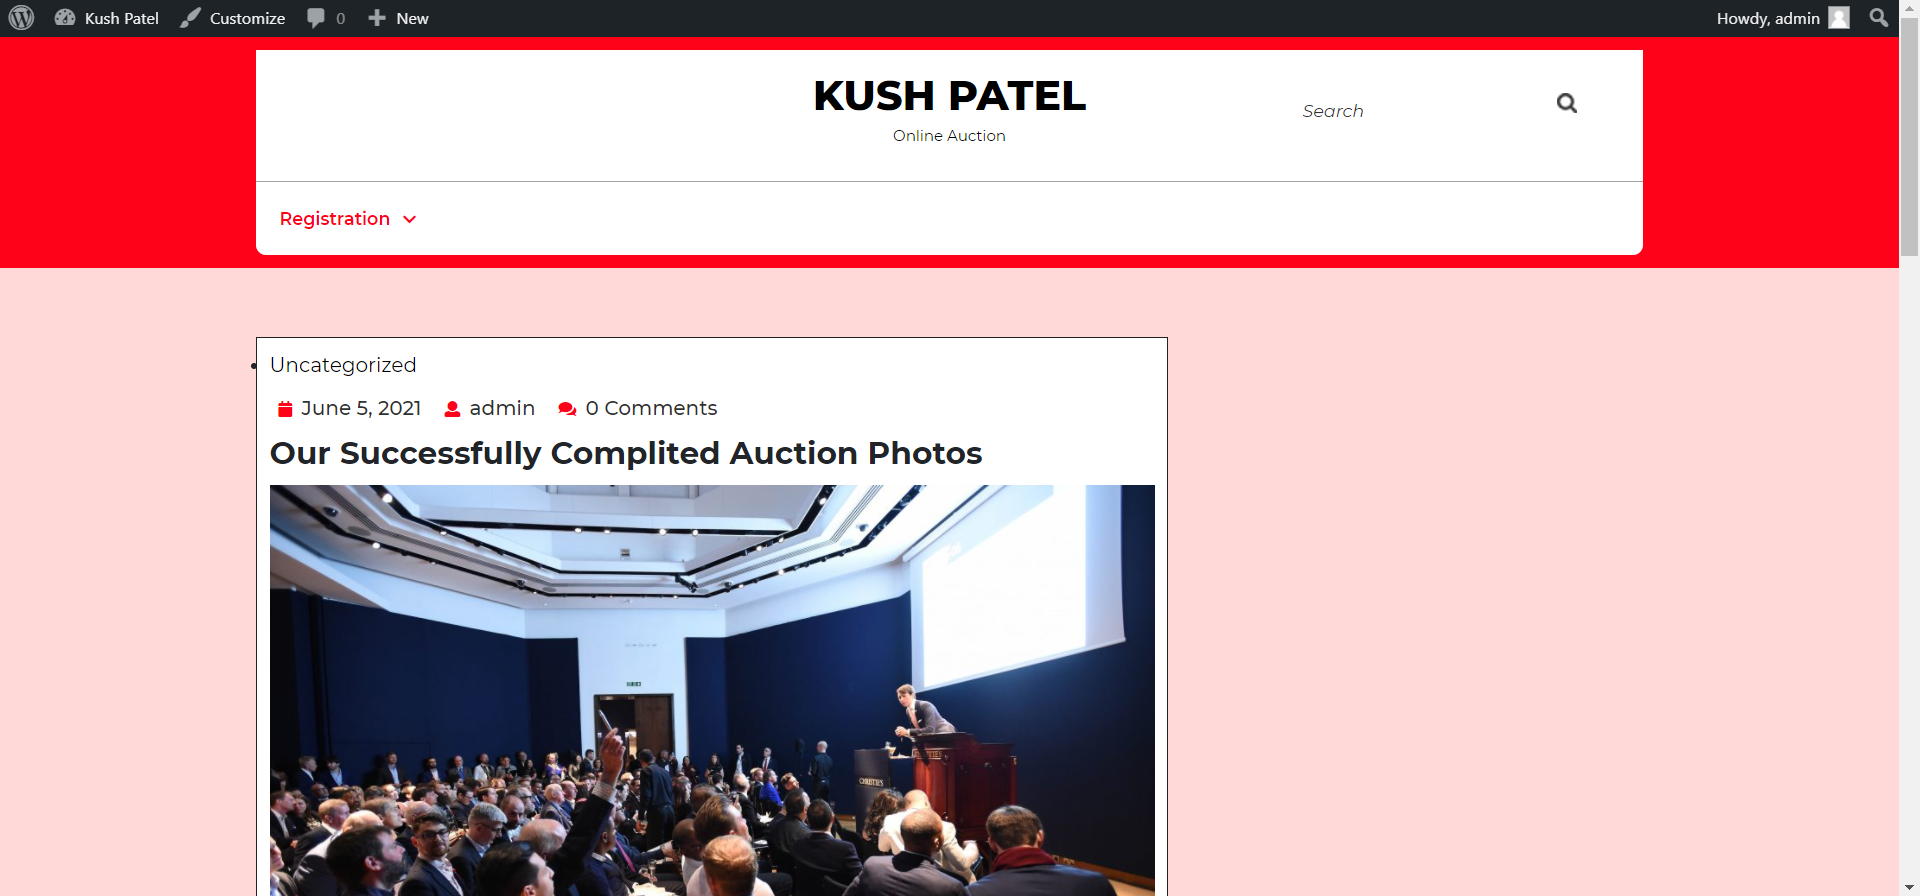 Kush Patel Customize 0 New Howdy, admin
KUSH PATEL
Online Auction
Search
Registration
Uncategorized
June 5, 2021 admin 0 Comments
Our Successfully Complited Auction Photos
CHRISTIE'S